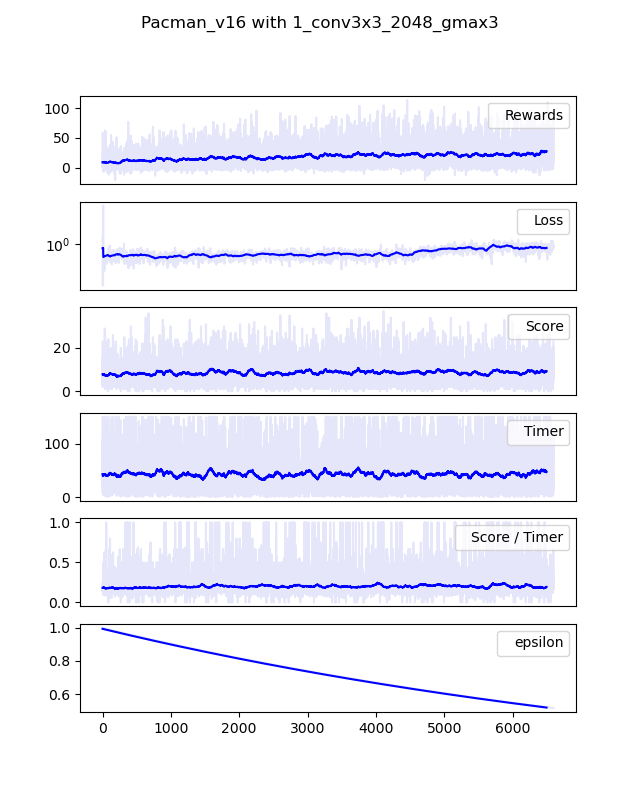 Pacman_v16 with 1_conv3x3_2048_gmax3
100
50
0
Rewards
10^0
Loss
20
0
Score
100
0
Timer
1.0
0.5
0.0
Score / Timer
1.0
0.8
0.6
epsilon
0 1000 2000 3000 4000 5000 6000